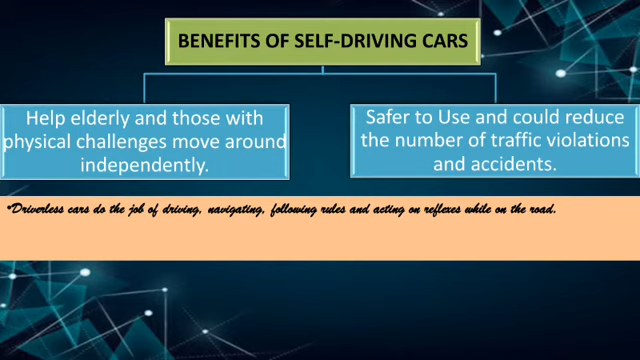 BENEFITS OF SELF-DRIVING CARS
Help elderly and those with
physical challenges move around
independently.
Safer to Use and could reduce
the number of traffic violations
and accidents.
*Driverless cars do the job of driving, navigating, following rules and acting on reflexes while on the road.